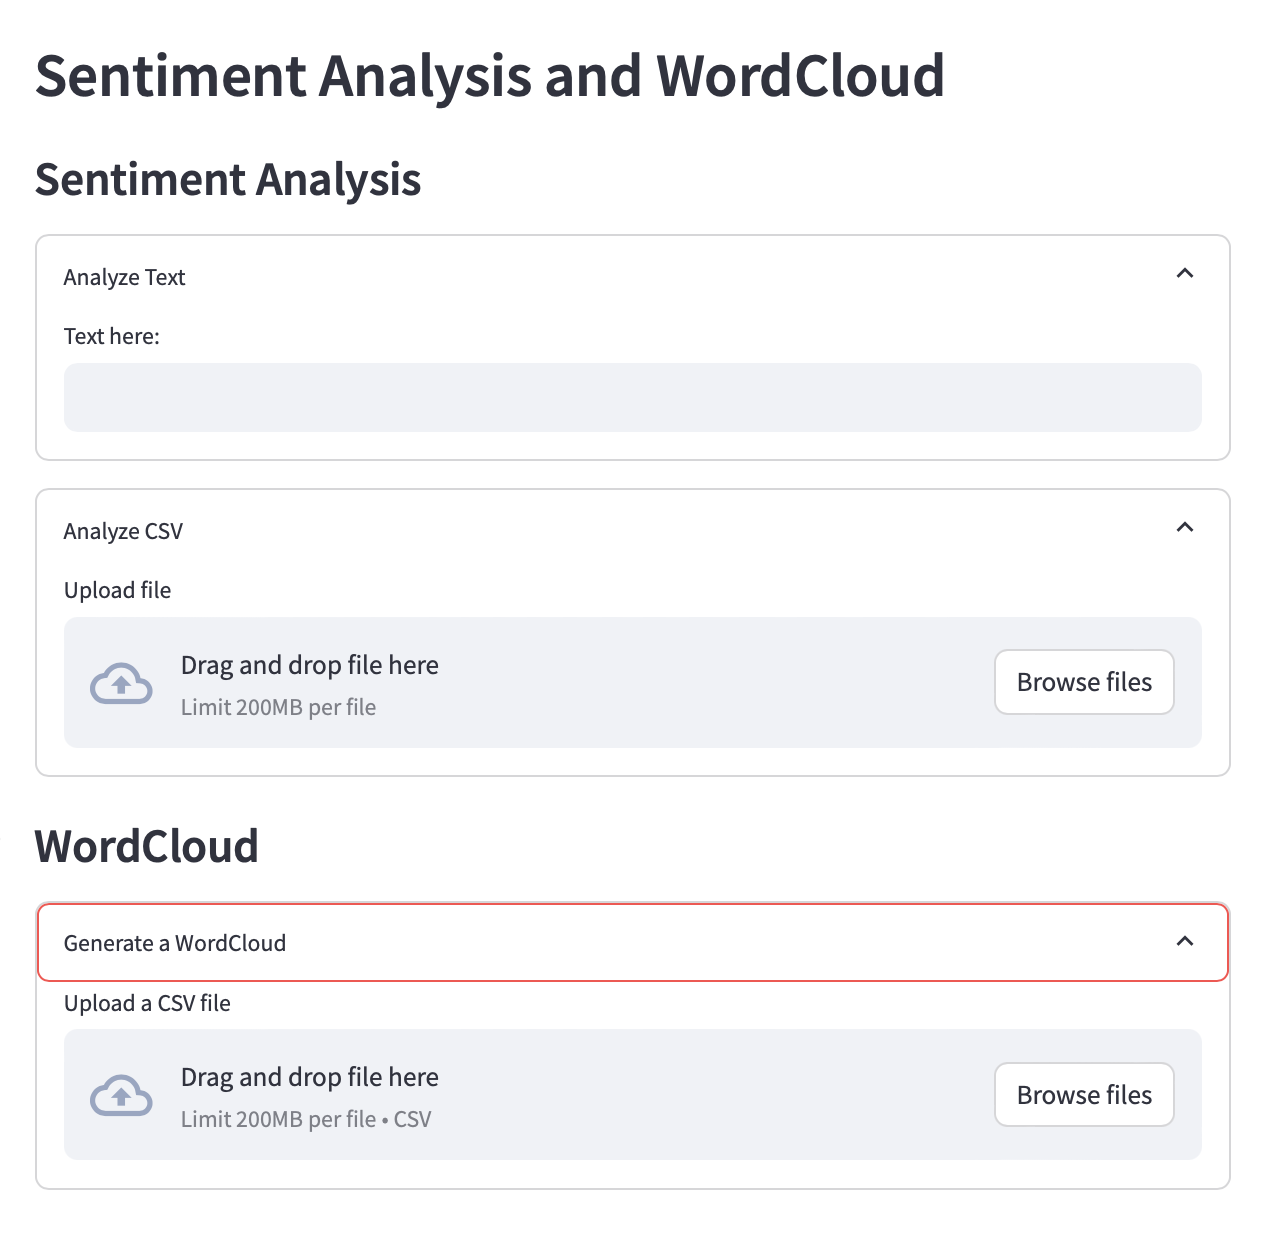 Sentiment Analysis and WordCloud
Sentiment Analysis
Analyze Text
Text here:
Analyze CSV
Upload file
Drag and drop file here
Limit 200MB per file
Browse files
WordCloud
Generate a WordCloud
Upload a CSV file
Drag and drop file here
Limit 200MB per file • CSV
Browse files